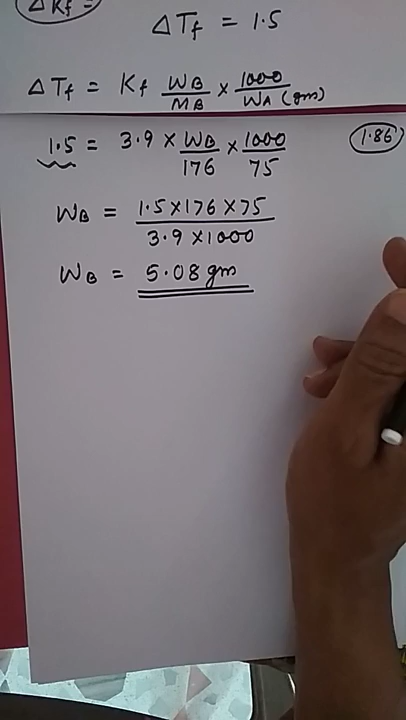 ΔKf =
ΔTf = 1.5
ΔTf = Kf WB/MB × 1000/WA (gm)
1.5 = 3.9 × WB/176 × 1000/75
1.86
WB = 1.5×176×75/3.9×1000
WB = 5.08 gm